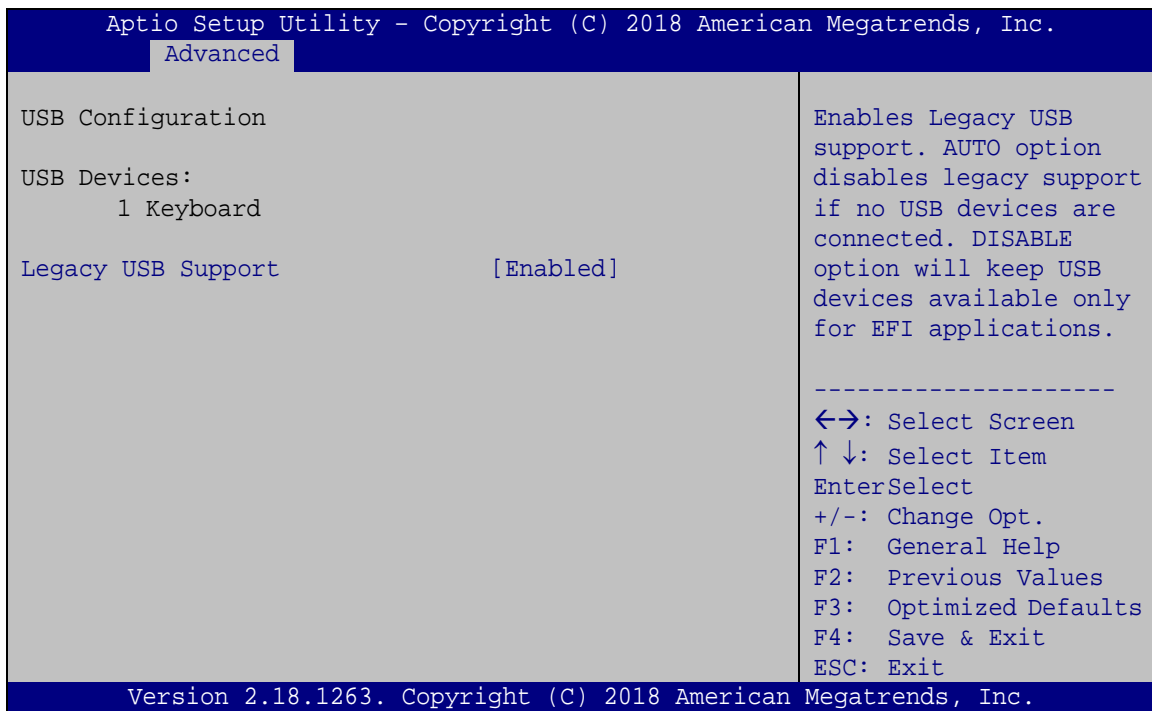 Aptio Setup Utility – Copyright (C) 2018 American Megatrends, Inc.
Advanced
USB Configuration
USB Devices:
1 Keyboard
Legacy USB Support [Enabled]
Enables Legacy USB
support. AUTO option
disables legacy support
if no USB devices are
connected. DISABLE
option will keep USB
devices available only
for EFI applications.
---------------------
←→: Select Screen
↑ ↓: Select Item
EnterSelect
+/-: Change Opt.
F1: General Help
F2: Previous Values
F3: Optimized Defaults
F4: Save & Exit
ESC: Exit
Version 2.18.1263. Copyright (C) 2018 American Megatrends, Inc.